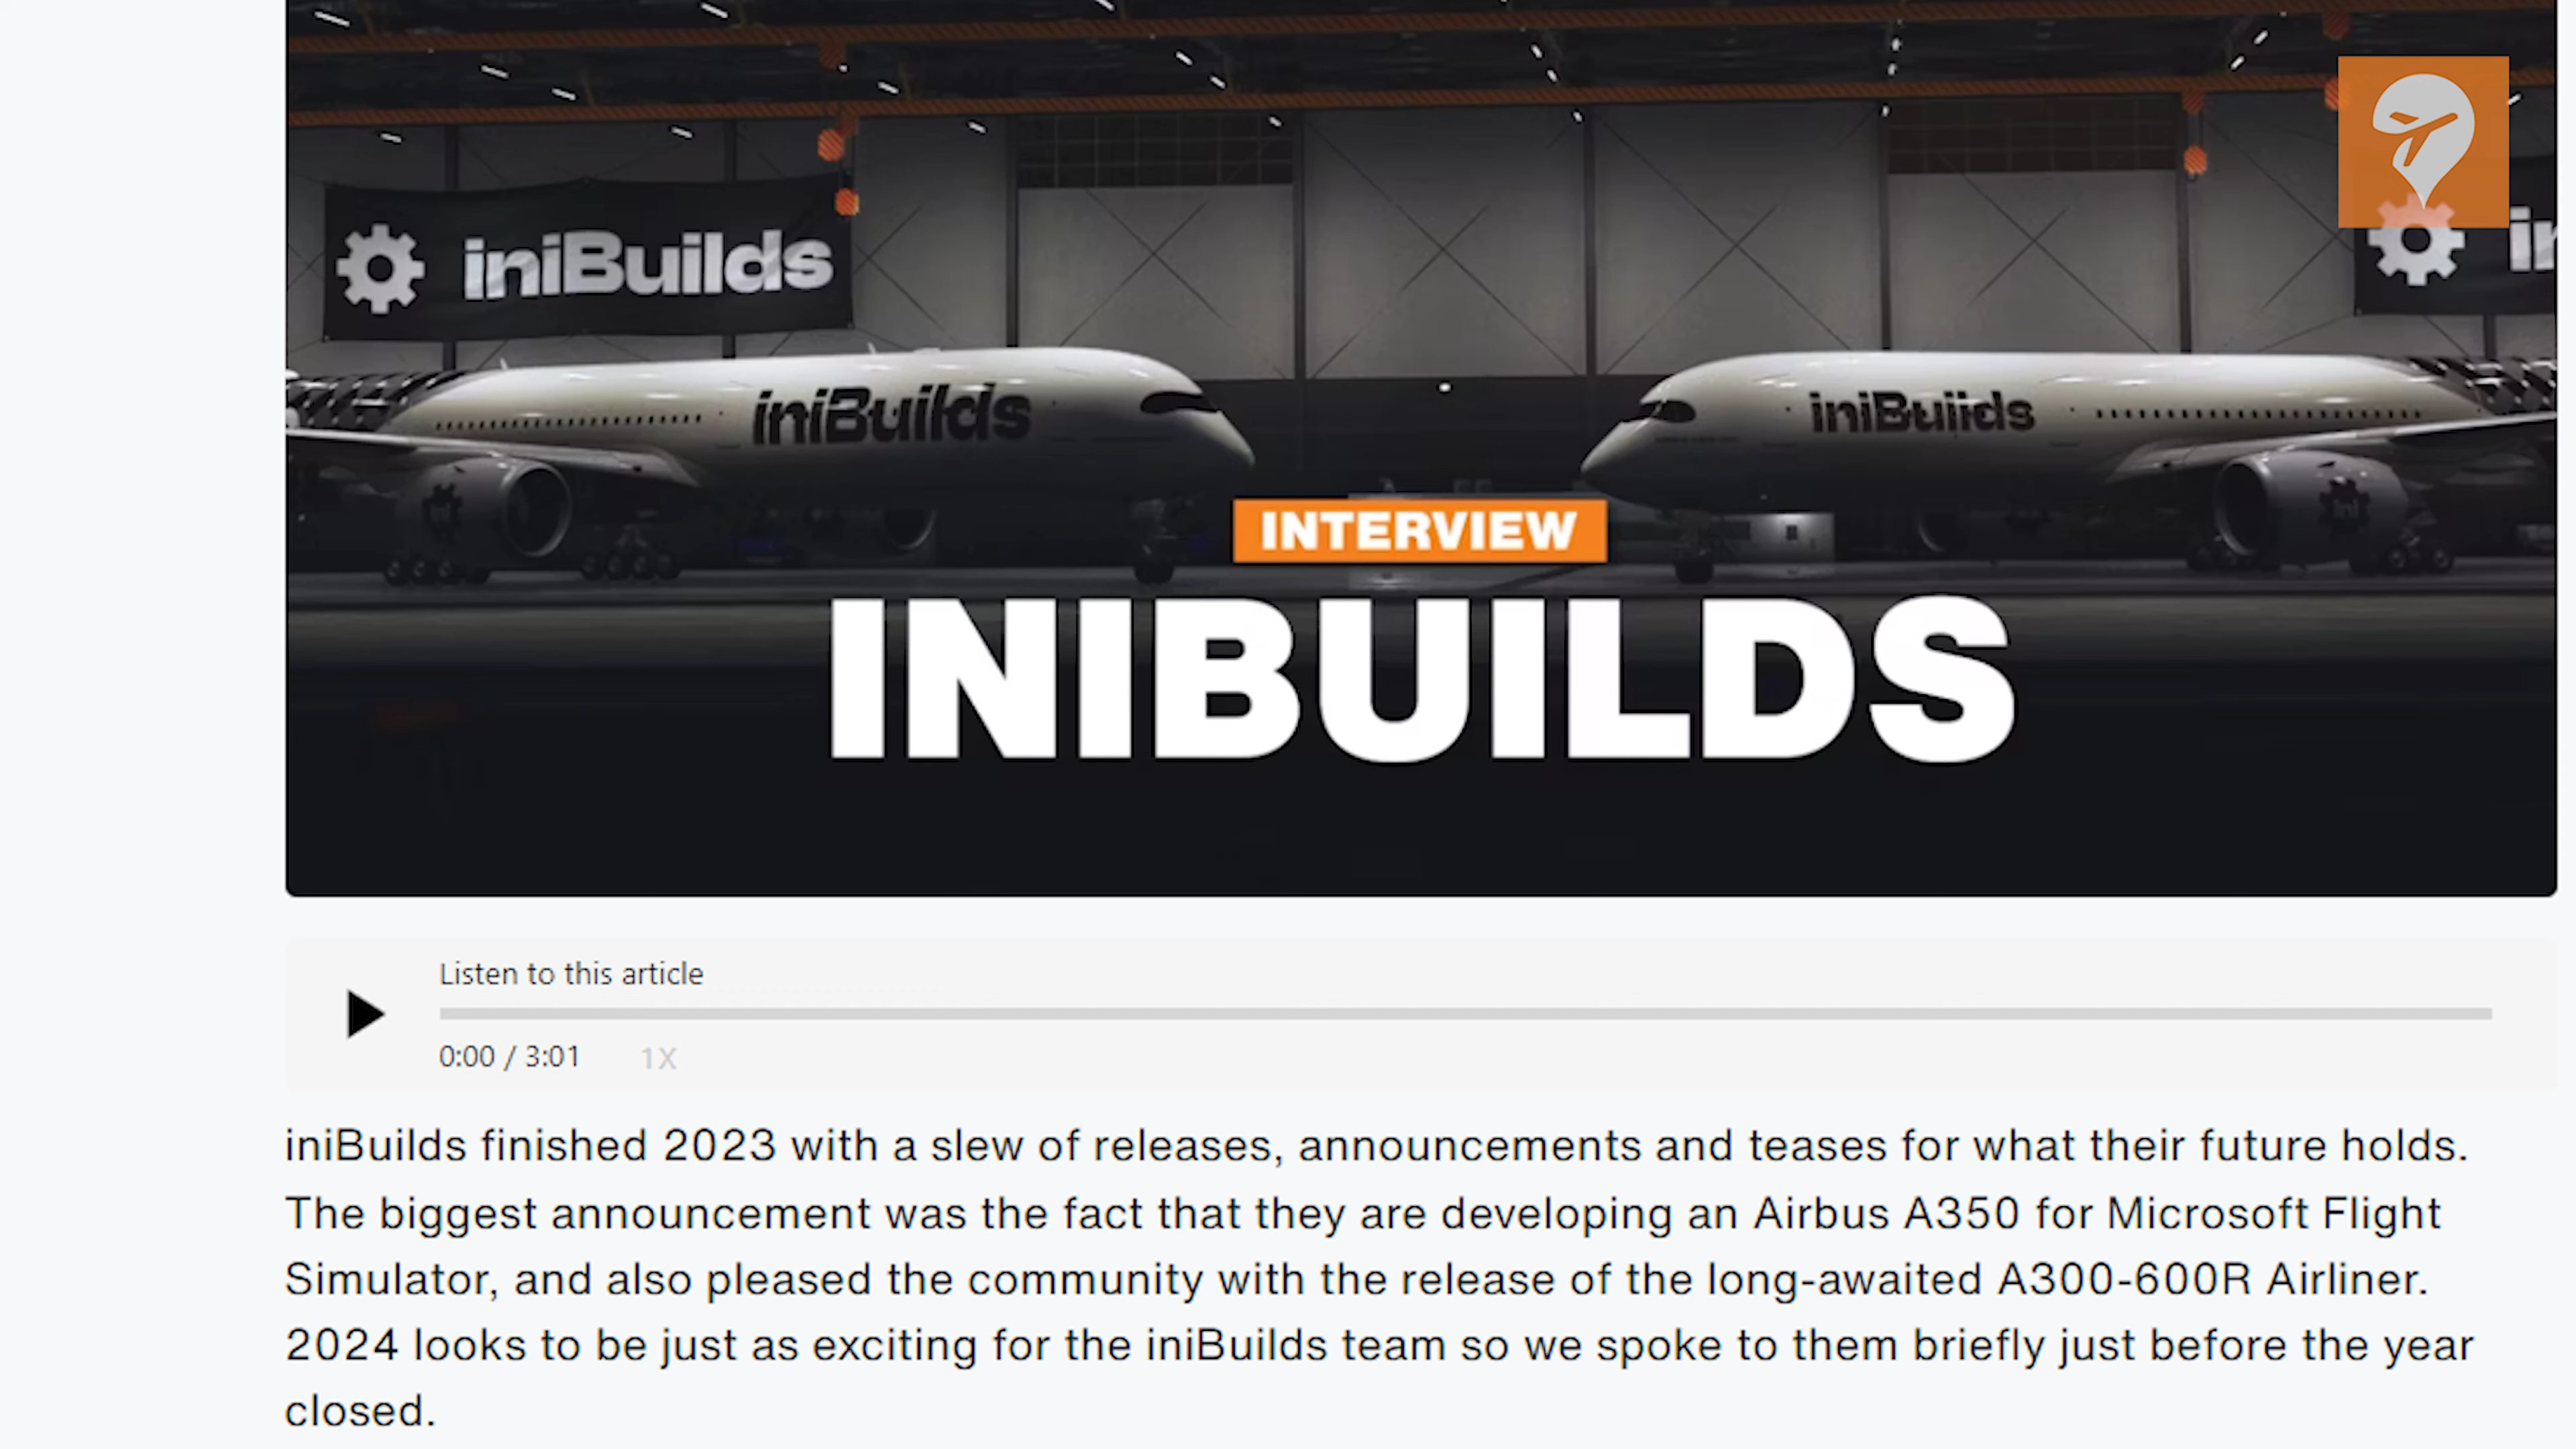 iniBuilds
iniBuilds
iniBuilds
INTERVIEW
INIBUILDS
Listen to this article
0:00 / 3:01 1X
iniBuilds finished 2023 with a slew of releases, announcements and teases for what their future holds.
The biggest announcement was the fact that they are developing an Airbus A350 for Microsoft Flight
Simulator, and also pleased the community with the release of the long-awaited A300-600R Airliner.
2024 looks to be just as exciting for the iniBuilds team so we spoke to them briefly just before the year
closed.